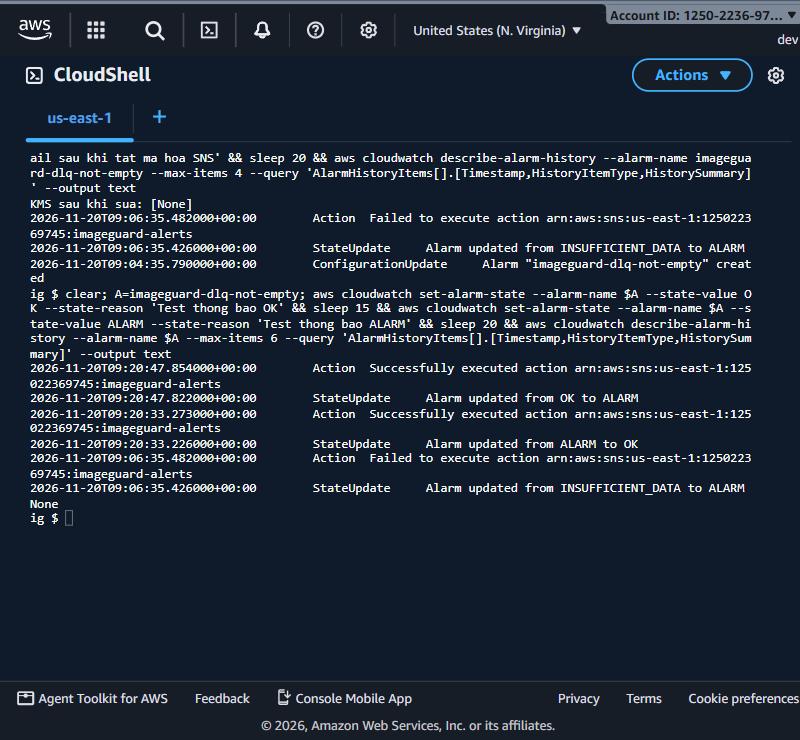 aws
United States (N. Virginia) ▼
Account ID: 1250-2236-97... ▼
dev
CloudShell
Actions ▼
us-east-1
+
ail sau khi tat ma hoa SNS' && sleep 20 && aws cloudwatch describe-alarm-history --alarm-name imagegua
rd-dlq-not-empty --max-items 4 --query 'AlarmHistoryItems[].[Timestamp,HistoryItemType,HistorySummary]
' --output text
KMS sau khi sua: [None]
2026-11-20T09:06:35.482000+00:00 Action Failed to execute action arn:aws:sns:us-east-1:1250223
69745:imageguard-alerts
2026-11-20T09:06:35.426000+00:00 StateUpdate Alarm updated from INSUFFICIENT_DATA to ALARM
2026-11-20T09:04:35.790000+00:00 ConfigurationUpdate Alarm "imageguard-dlq-not-empty" creat
ed
ig $ clear; A=imageguard-dlq-not-empty; aws cloudwatch set-alarm-state --alarm-name $A --state-value O
K --state-reason 'Test thong bao OK' && sleep 15 && aws cloudwatch set-alarm-state --alarm-name $A --s
tate-value ALARM --state-reason 'Test thong bao ALARM' && sleep 20 && aws cloudwatch describe-alarm-hi
story --alarm-name $A --max-items 6 --query 'AlarmHistoryItems[].[Timestamp,HistoryItemType,HistorySum
mary]' --output text
2026-11-20T09:20:47.854000+00:00 Action Successfully executed action arn:aws:sns:us-east-1:125
022369745:imageguard-alerts
2026-11-20T09:20:47.822000+00:00 StateUpdate Alarm updated from OK to ALARM
2026-11-20T09:20:33.273000+00:00 Action Successfully executed action arn:aws:sns:us-east-1:125
022369745:imageguard-alerts
2026-11-20T09:20:33.226000+00:00 StateUpdate Alarm updated from ALARM to OK
2026-11-20T09:06:35.482000+00:00 Action Failed to execute action arn:aws:sns:us-east-1:1250223
69745:imageguard-alerts
2026-11-20T09:06:35.426000+00:00 StateUpdate Alarm updated from INSUFFICIENT_DATA to ALARM
None
ig $
Agent Toolkit for AWS Feedback Console Mobile App Privacy Terms Cookie preferences
© 2026, Amazon Web Services, Inc. or its affiliates.